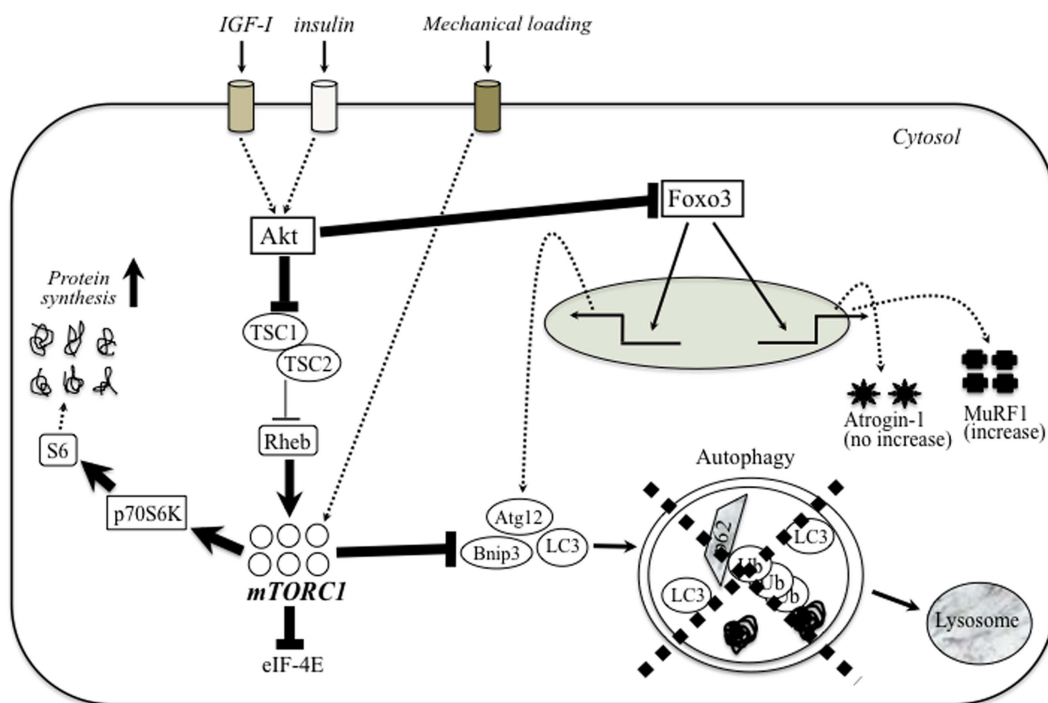 IGF-I insulin Mechanical loading
Cytosol
Foxo3
Akt
Protein
synthesis
TSC1
TSC2
Rheb
S6
p70S6K
mTORC1
eIF-4E
Atrogin-1
(no increase)
MuRF1
(increase)
Autophagy
Atg12
Bnip3
LC3
p62
LC3
Ub
Ub
Ub
LC3
Lysosome